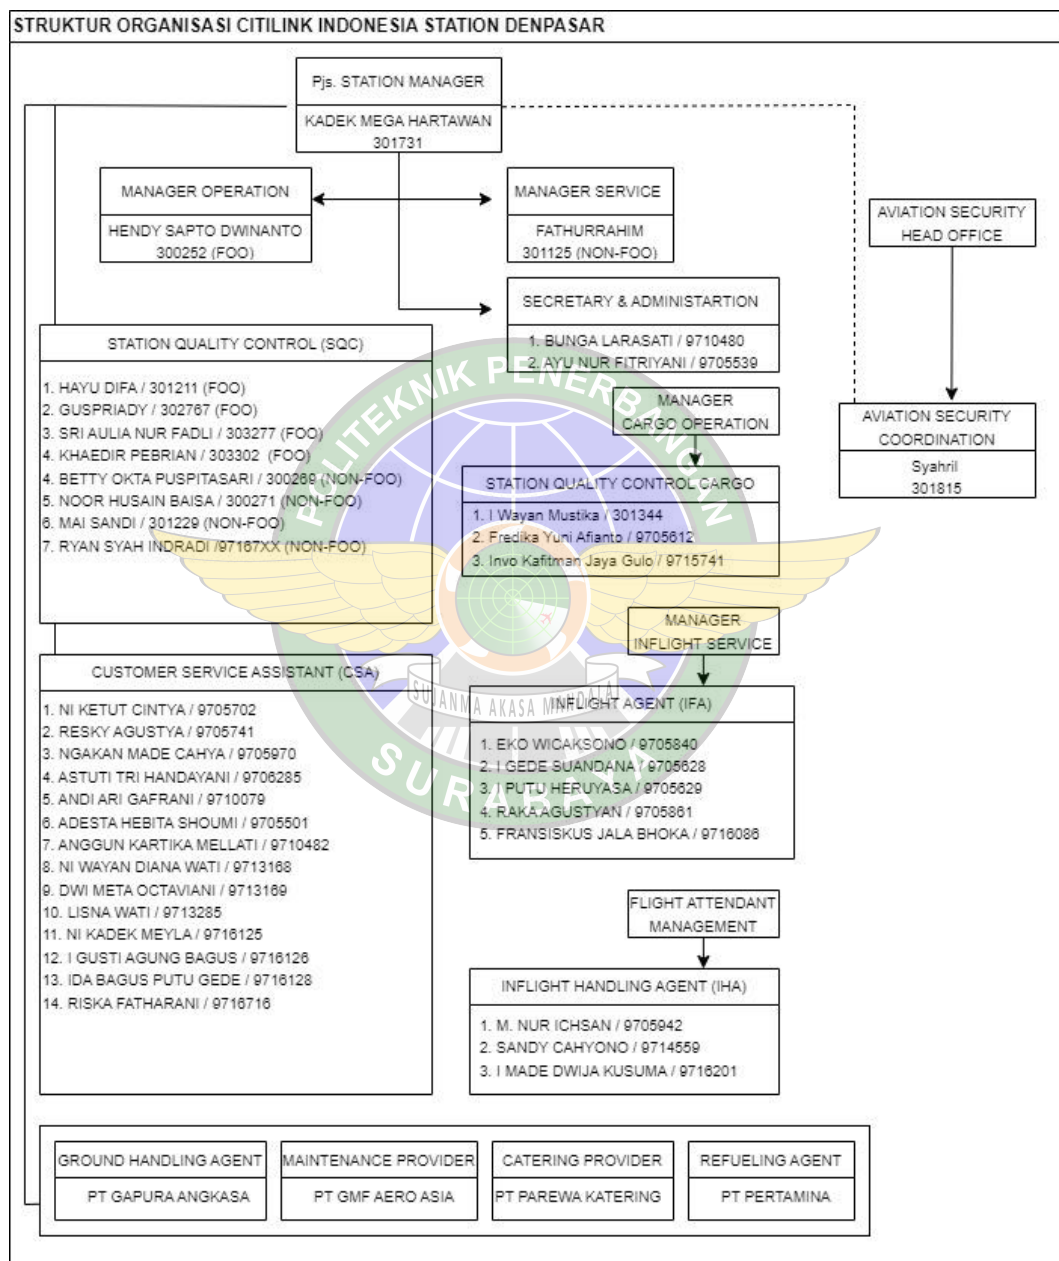 STRUKTUR ORGANISASI CITILINK INDONESIA STATION DENPASAR
Pjs. STATION MANAGER
KADEK MEGA HARTAWAN
301731
MANAGER OPERATION
HENDY SAPTO DWINANTO
300252 (FOO)
MANAGER SERVICE
FATHURRAHIM
301125 (NON-FOO)
AVIATION SECURITY
HEAD OFFICE
SECRETARY & ADMINISTARTION
1. BUNGA LARASATI / 9710480
2. AYU NUR FITRIYANI / 9705539
STATION QUALITY CONTROL (SQC)
1. HAYU DIFA / 301211 (FOO)
2. GUSPRIADY / 302767 (FOO)
3. SRI AULIA NUR FADLI / 303277 (FOO)
4. KHAEDIR PEBRIAN / 303302 (FOO)
4. BETTY OKTA PUSPITASARI / 300269 (NON-FOO)
5. NOOR HUSAIN BAISA / 300271 (NON-FOO)
6. MAI SANDI / 301229 (NON-FOO)
7. RYAN SYAH INDRADI /97167XX (NON-FOO)
MANAGER
CARGO OPERATION
AVIATION SECURITY
COORDINATION
Syahril
301815
STATION QUALITY CONTROL CARGO
1. I Wayan Mustika / 301344
2. Fredika Yuni Afianto / 9705612
3. Invo Kafitman Jaya Gulo / 9715741
MANAGER
INFLIGHT SERVICE
CUSTOMER SERVICE ASSISTANT (CSA)
1. NI KETUT CINTYA / 9705702
2. RESKY AGUSTYA / 9705741
3. NGAKAN MADE CAHYA / 9705970
4. ASTUTI TRI HANDAYANI / 9706285
5. ANDI ARI GAFRANI / 9710079
6. ADESTA HEBITA SHOUMI / 9705501
7. ANGGUN KARTIKA MELLATI / 9710482
8. NI WAYAN DIANA WATI / 9713168
9. DWI META OCTAVIANI / 9713169
10. LISNA WATI / 9713285
11. NI KADEK MEYLA / 9716125
12. I GUSTI AGUNG BAGUS / 9716126
13. IDA BAGUS PUTU GEDE / 9716128
14. RISKA FATHARANI / 9716716
INFLIGHT AGENT (IFA)
1. EKO WICAKSONO / 9705840
2. I GEDE SUANDANA / 9705628
3. I PUTU HERUYASA / 9705629
4. RAKA AGUSTYAN / 9705861
5. FRANSISKUS JALA BHOKA / 9716086
FLIGHT ATTENDANT
MANAGEMENT
INFLIGHT HANDLING AGENT (IHA)
1. M. NUR ICHSAN / 9705942
2. SANDY CAHYONO / 9714559
3. I MADE DWIJA KUSUMA / 9716201
GROUND HANDLING AGENT
PT GAPURA ANGKASA
MAINTENANCE PROVIDER
PT GMF AERO ASIA
CATERING PROVIDER
PT PAREWA KATERING
REFUELING AGENT
PT PERTAMINA
POLITEKNIK PENERBANGAN
SUJANMA AKASA MANDALA
SURABAYA